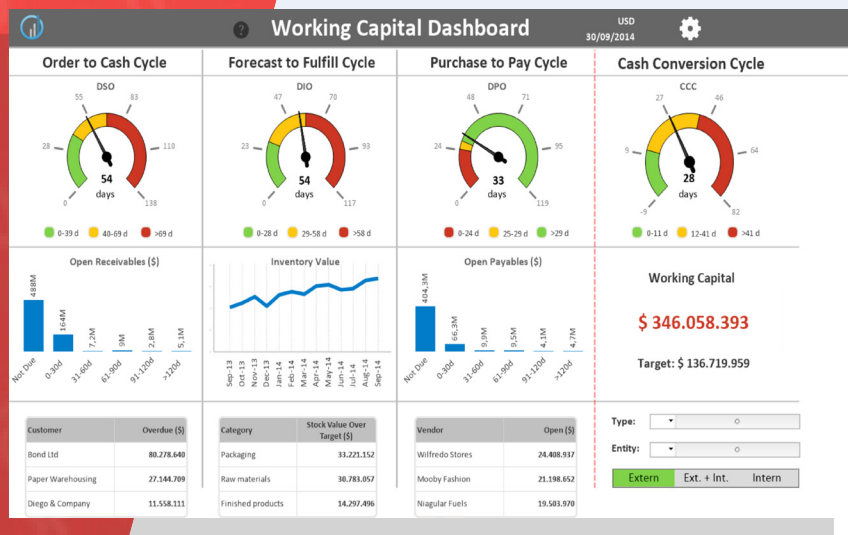 ?
Working Capital Dashboard
USD
30/09/2014
Order to Cash Cycle
DSO
0
28
55
83
110
138
54
days
0-39 d
40-69 d
>69 d
Forecast to Fulfill Cycle
DIO
0
23
47
70
93
117
54
days
0-28 d
29-58 d
>58 d
Purchase to Pay Cycle
DPO
0
24
48
71
95
119
33
days
0-24 d
25-29 d
>29 d
Cash Conversion Cycle
CCC
-9
9
27
46
64
82
28
days
0-11 d
12-41 d
>41 d
Open Receivables ($)
488M
164M
7,2M
9M
2,8M
5,1M
Not Due
0-30d
31-60d
61-90d
91-120d
>120d
Inventory Value
Sep-13
Oct-13
Nov-13
Dec-13
Jan-14
Feb-14
Mar-14
Apr-14
May-14
Jun-14
Jul-14
Aug-14
Sep-14
Open Payables ($)
404,3M
66,3M
9,9M
9,5M
4,1M
4,7M
Not Due
0-30d
31-60d
61-90d
91-120d
>120d
Working Capital
$ 346.058.393
Target: $ 136.719.959
Customer Overdue ($)
Bond Ltd 80.278.640
Paper Warehousing 27.144.709
Diego & Company 11.558.111
Category Stock Value Over
Target ($)
Packaging 33.221.152
Raw materials 30.783.057
Finished products 14.297.496
Vendor Open ($)
Wilfredo Stores 24.408.937
Mooby Fashion 21.198.652
Niagular Fuels 19.503.970
Type:
Entity:
Extern Ext. + Int. Intern